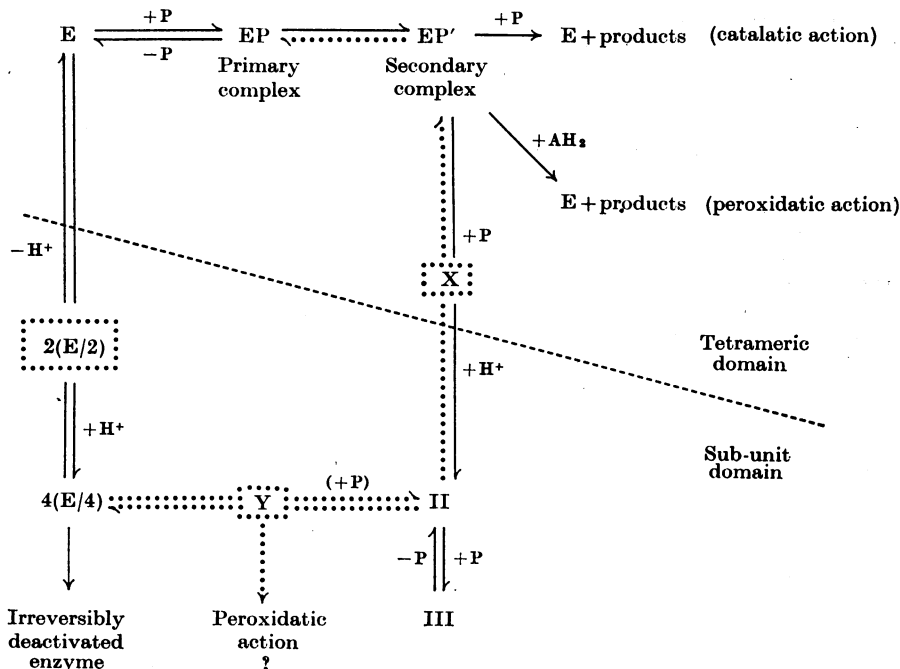 +P
+P
E
EP
EP′
E+products (catalatic action)
−P
Primary
complex
Secondary
complex
+AH₂
E+products (peroxidatic action)
+P
−H⁺
X
2(E/2)
Tetrameric
domain
+H⁺
+H⁺
Sub-unit
domain
(+P)
4(E/4)
Y
II
−P
+P
Irreversibly
deactivated
enzyme
Peroxidatic
action
?
III